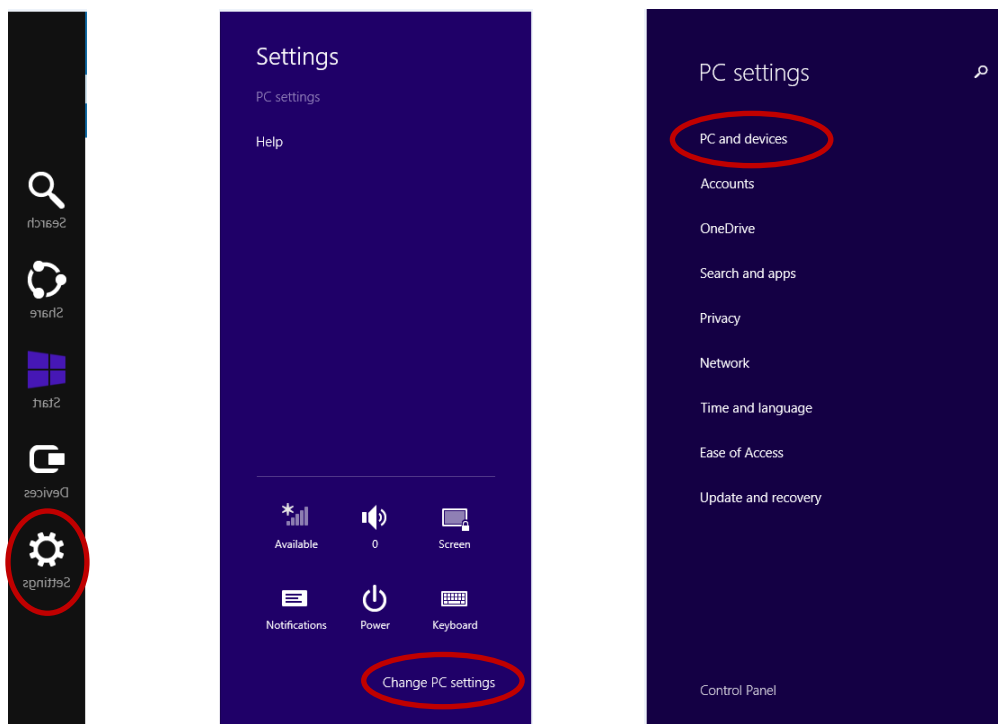 Search
Share
Start
Devices
Settings
Settings
PC settings
Help
Available
0
Screen
Notifications
Power
Keyboard
Change PC settings
PC settings
PC and devices
Accounts
OneDrive
Search and apps
Privacy
Network
Time and language
Ease of Access
Update and recovery
Control Panel